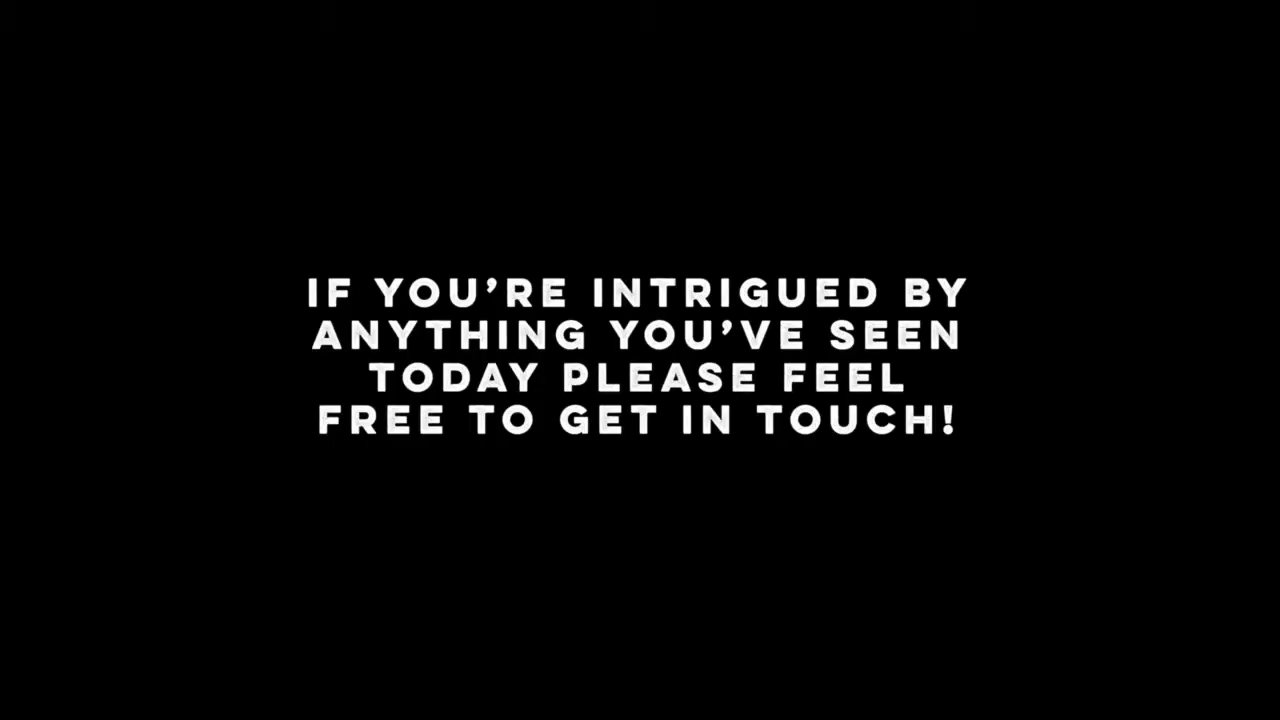 IF YOU’RE INTRIGUED BY
ANYTHING YOU’VE SEEN
TODAY PLEASE FEEL
FREE TO GET IN TOUCH!